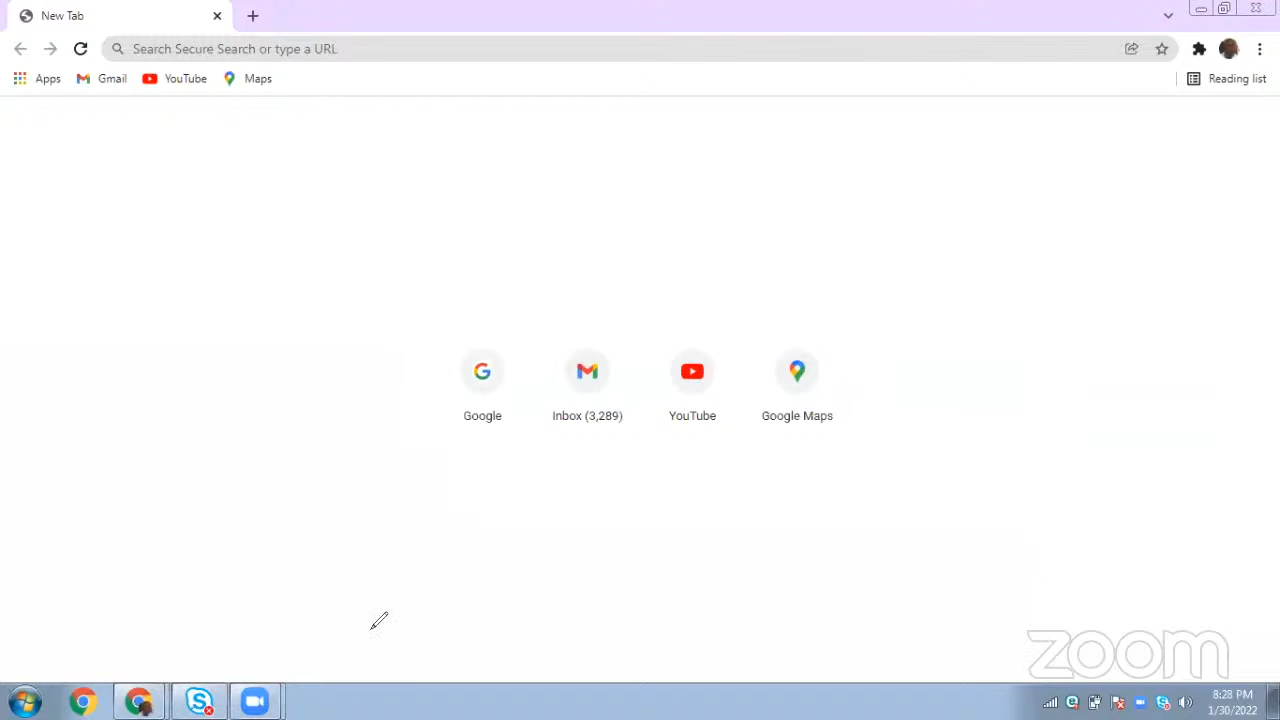 New Tab
Search Secure Search or type a URL
Apps Gmail YouTube Maps Reading list
Google Inbox (3,289) YouTube Google Maps
zoom
8:28 PM
1/30/2022